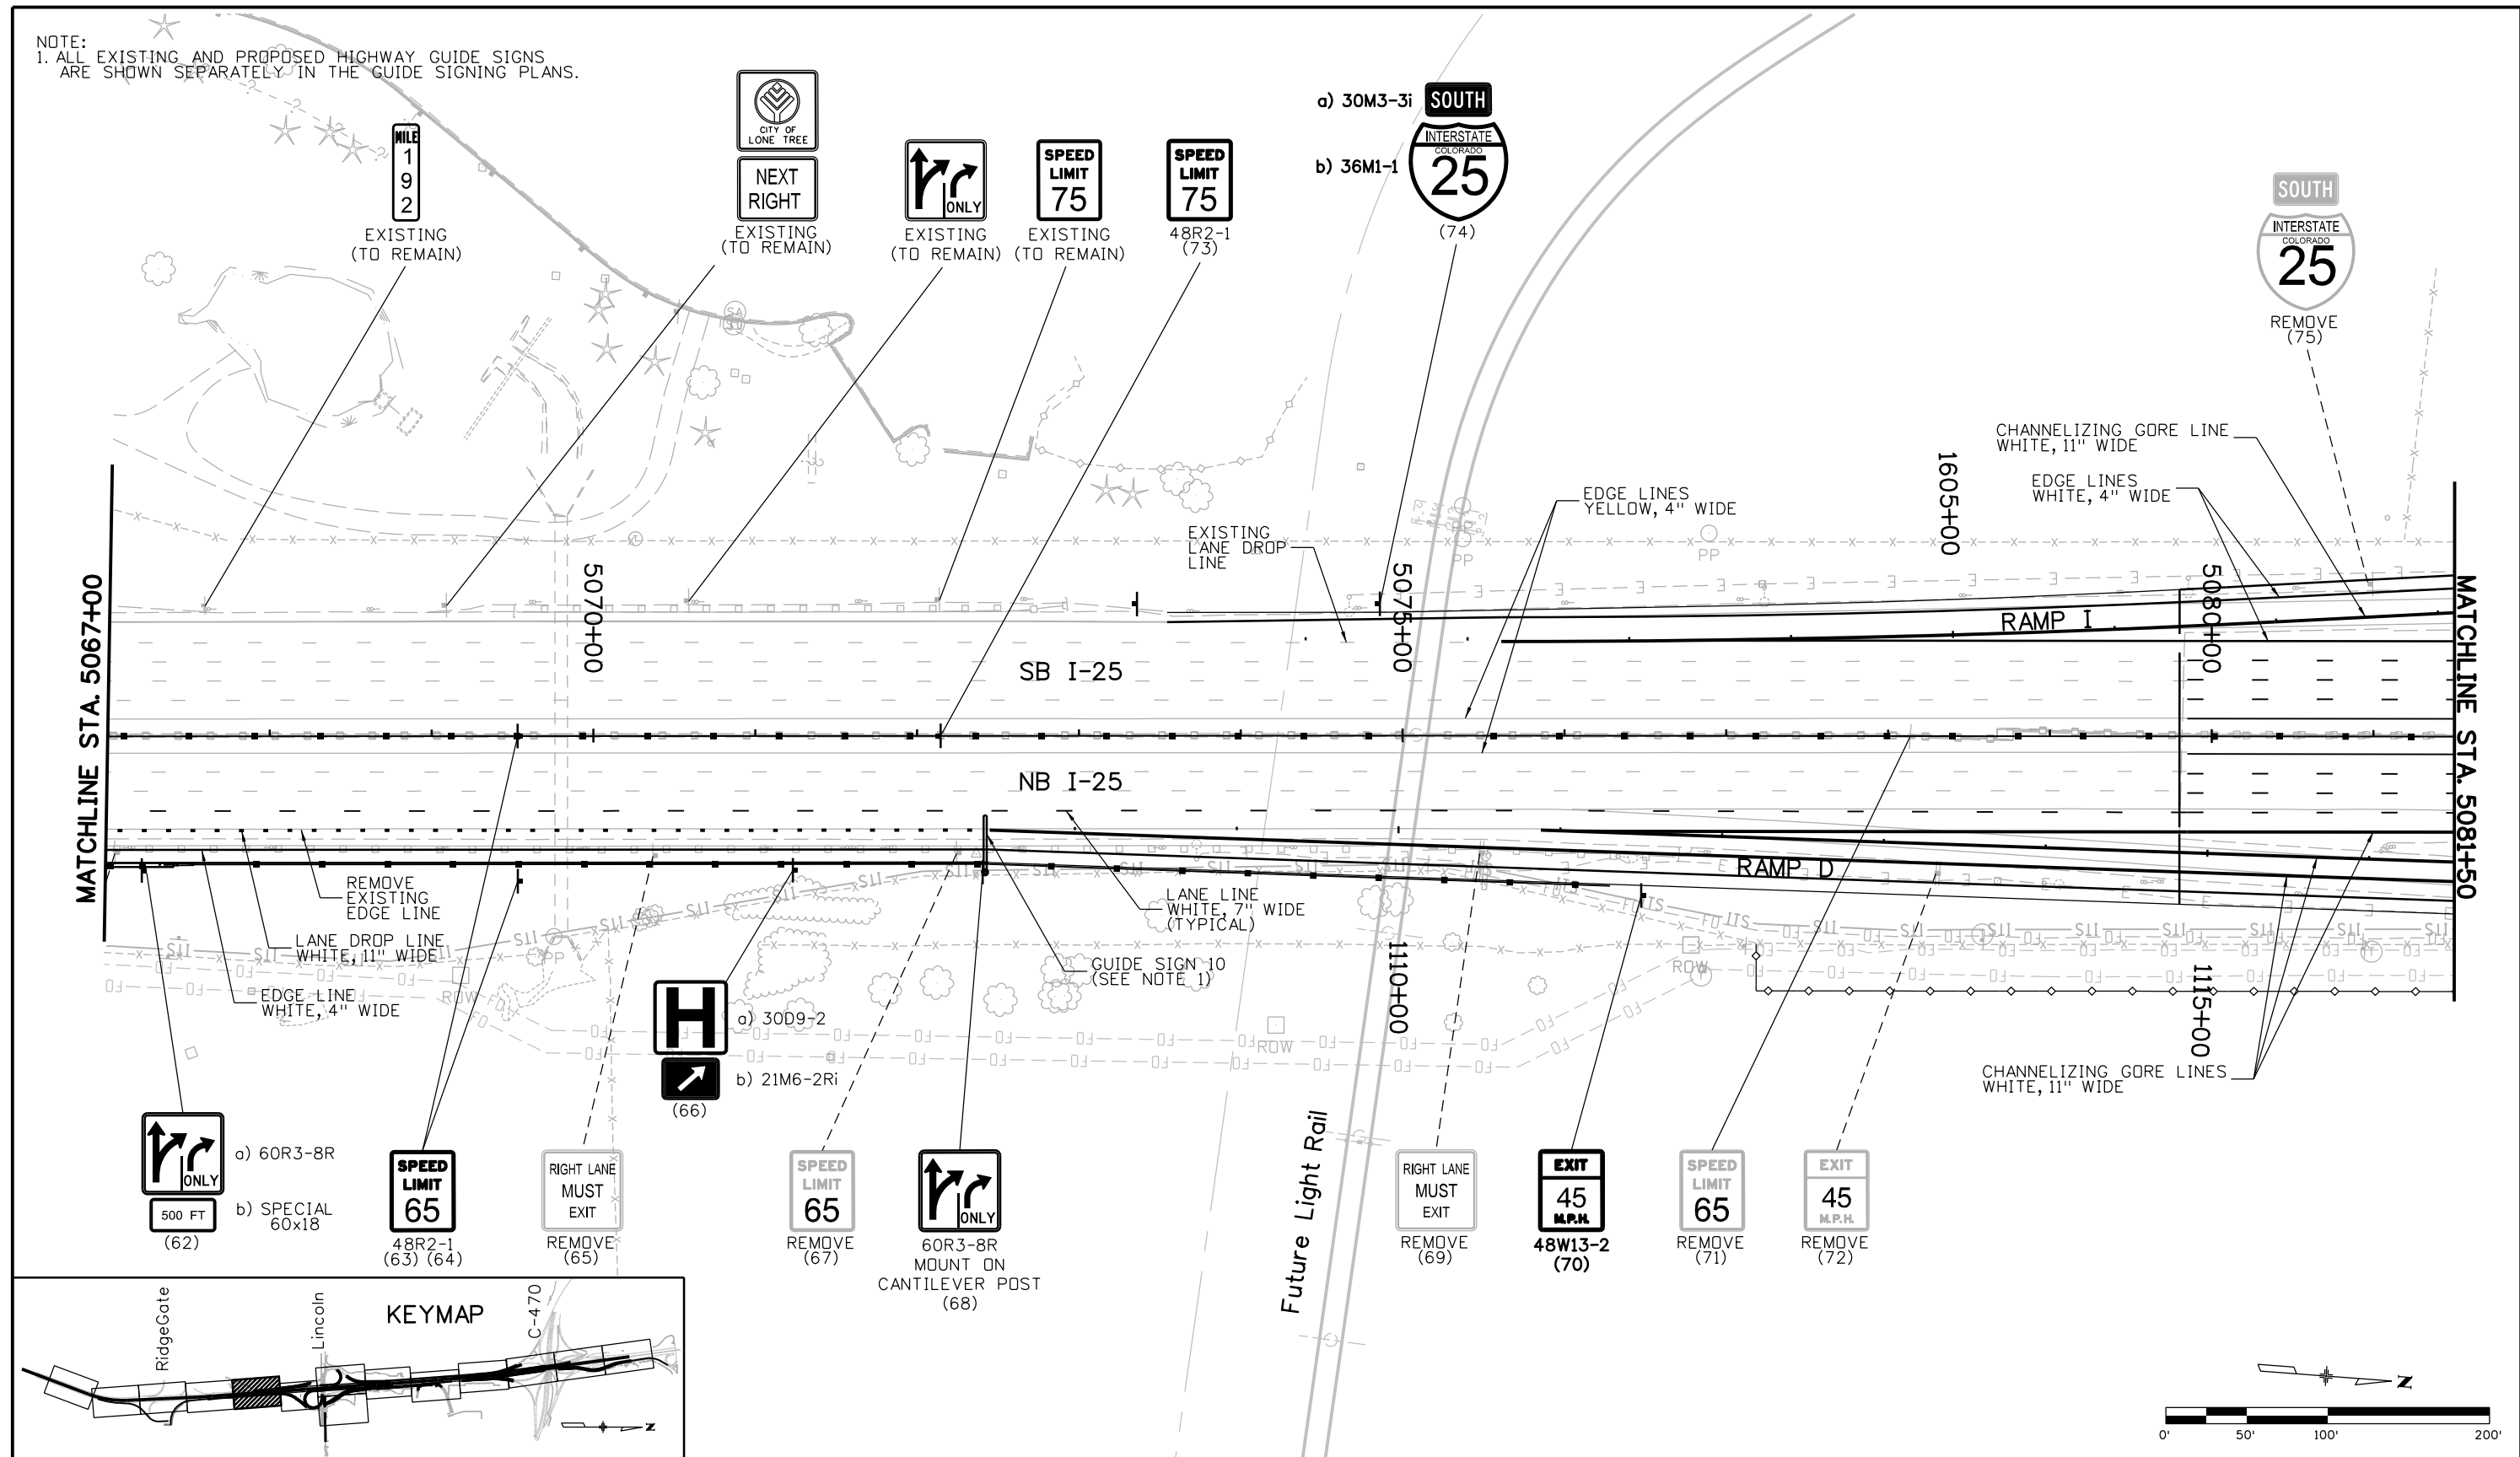 NOTE:
1. ALL EXISTING AND PROPOSED HIGHWAY GUIDE SIGNS
ARE SHOWN SEPARATELY IN THE GUIDE SIGNING PLANS.
MILE
1
9
2
EXISTING
(TO REMAIN)
CITY OF
LONE TREE
NEXT
RIGHT
EXISTING
(TO REMAIN)
ONLY
EXISTING
(TO REMAIN)
SPEED
LIMIT
75
EXISTING
(TO REMAIN)
SPEED
LIMIT
75
48R2-1
(73)
a) 30M3-3i
SOUTH
b) 36M1-1
INTERSTATE
COLORADO
25
(74)
SOUTH
INTERSTATE
COLORADO
25
REMOVE
(75)
CHANNELIZING GORE LINE
WHITE, 11" WIDE
EDGE LINES
WHITE, 4" WIDE
EDGE LINES
YELLOW, 4" WIDE
EXISTING
LANE DROP
LINE
SA
PP
PP
PP
1605+00
5070+00
5075+00
5080+00
MATCHLINE STA. 5067+00
MATCHLINE STA. 5081+50
RAMP I
SB I-25
NB I-25
RAMP D
REMOVE
EXISTING
EDGE LINE
LANE DROP LINE
WHITE, 11" WIDE
EDGE LINE
WHITE, 4" WIDE
LANE LINE
WHITE, 7" WIDE
(TYPICAL)
GUIDE SIGN 10
(SEE NOTE 1)
ITS
FO
PP
ROW
ROW
ROW
1110+00
1115+00
CHANNELIZING GORE LINES
WHITE, 11" WIDE
H
a) 30D9-2
b) 21M6-2Ri
(66)
ONLY
a) 60R3-8R
500 FT
b) SPECIAL
60x18
(62)
SPEED
LIMIT
65
48R2-1
(63) (64)
RIGHT LANE
MUST
EXIT
REMOVE
(65)
SPEED
LIMIT
65
REMOVE
(67)
ONLY
60R3-8R
MOUNT ON
CANTILEVER POST
(68)
Future Light Rail
RIGHT LANE
MUST
EXIT
REMOVE
(69)
EXIT
45
M.P.H.
48W13-2
(70)
SPEED
LIMIT
65
REMOVE
(71)
EXIT
45
M.P.H.
REMOVE
(72)
KEYMAP
RidgeGate
Lincoln
C-470
N
N
0'
50'
100'
200'